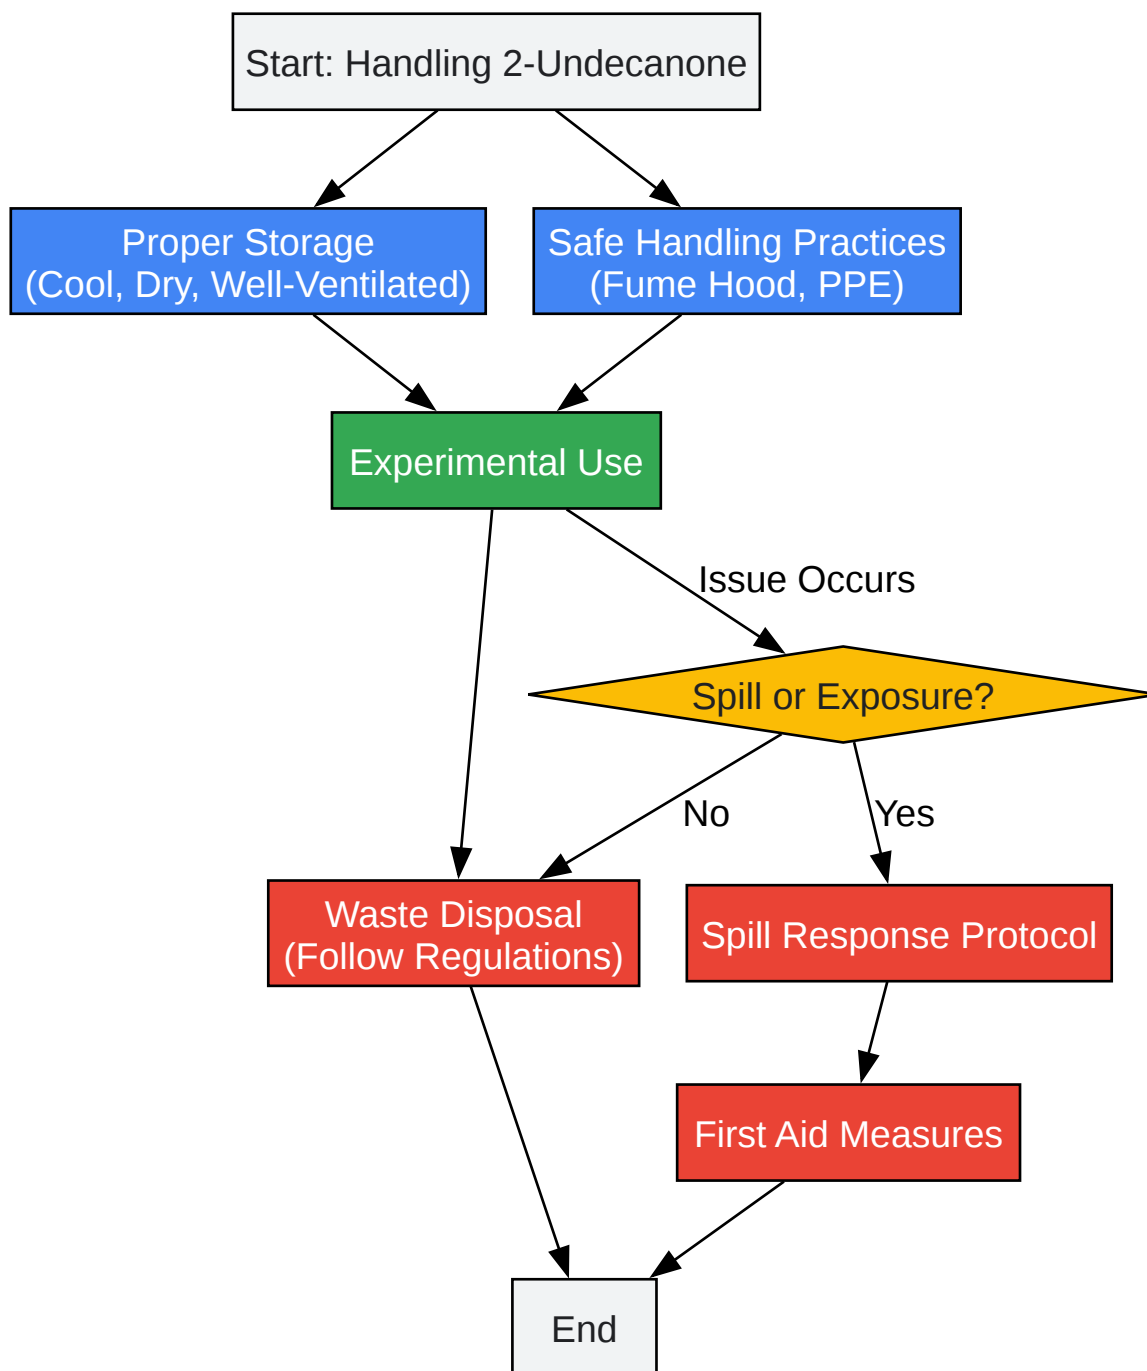 Start: Handling 2-Undecanone
Proper Storage
(Cool, Dry, Well-Ventilated)
Safe Handling Practices
(Fume Hood, PPE)
Experimental Use
Issue Occurs
Spill or Exposure?
No
Yes
Waste Disposal
(Follow Regulations)
Spill Response Protocol
First Aid Measures
End